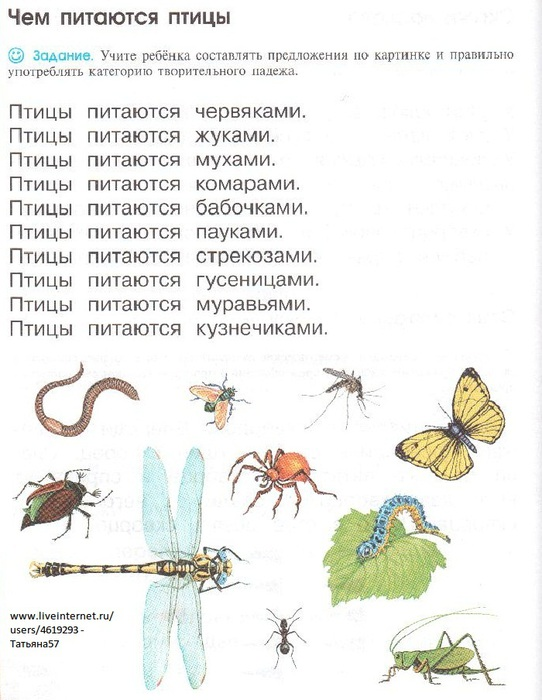 Чем питаются птицы
Задание. Учите ребёнка составлять предложения по картинке и правильно
употреблять категорию творительного падежа.
Птицы питаются червяками.
Птицы питаются жуками.
Птицы питаются мухами.
Птицы питаются комарами.
Птицы питаются бабочками.
Птицы питаются пауками.
Птицы питаются стрекозами.
Птицы питаются гусеницами.
Птицы питаются муравьями.
Птицы питаются кузнечиками.
www.liveinternet.ru/
users/4619293 -
Татьяна57